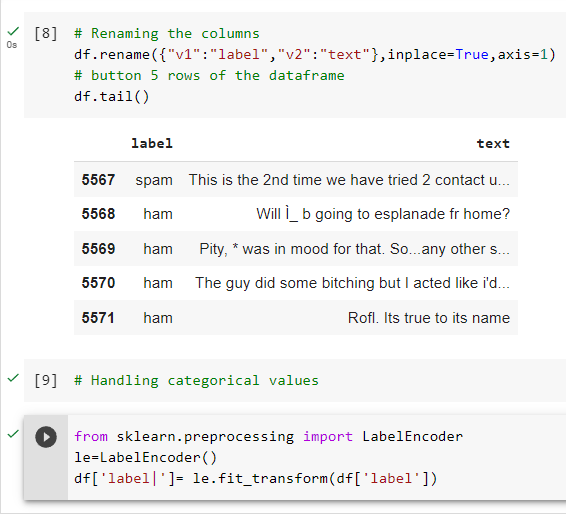 [8] # Renaming the columns
0s
df.rename({"v1":"label","v2":"text"},inplace=True,axis=1)
# button 5 rows of the dataframe
df.tail()
label text
5567 spam This is the 2nd time we have tried 2 contact u...
5568 ham Will Ì_ b going to esplanade fr home?
5569 ham Pity, * was in mood for that. So...any other s...
5570 ham The guy did some bitching but I acted like i'd...
5571 ham Rofl. Its true to its name
[9] # Handling categorical values
from sklearn.preprocessing import LabelEncoder
le=LabelEncoder()
df['label']= le.fit_transform(df['label'])